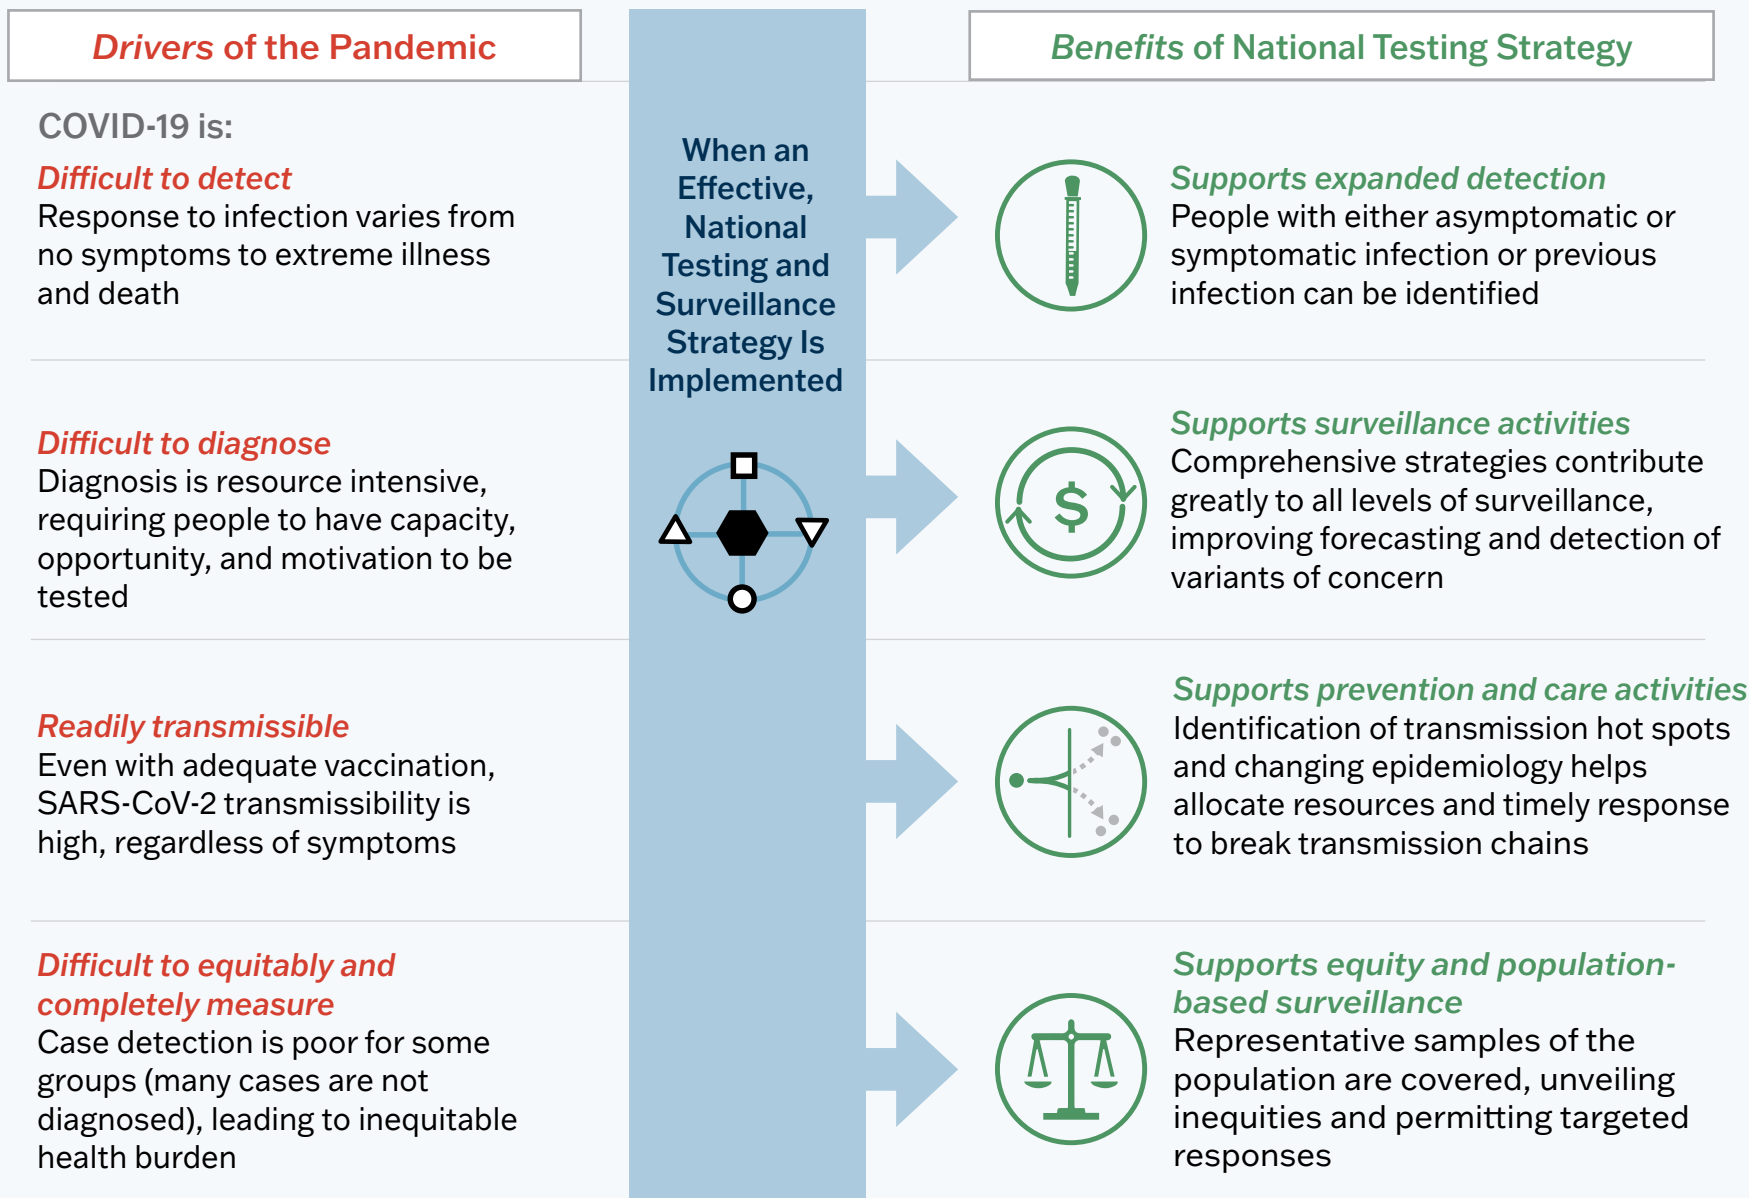 Drivers of the Pandemic
Benefits of National Testing Strategy
COVID-19 is:
Difficult to detect
Response to infection varies from
no symptoms to extreme illness
and death
When an
Effective,
National
Testing and
Surveillance
Strategy Is
Implemented
Supports expanded detection
People with either asymptomatic or
symptomatic infection or previous
infection can be identified
Difficult to diagnose
Diagnosis is resource intensive,
requiring people to have capacity,
opportunity, and motivation to be
tested
$
Supports surveillance activities
Comprehensive strategies contribute
greatly to all levels of surveillance,
improving forecasting and detection of
variants of concern
Readily transmissible
Even with adequate vaccination,
SARS-CoV-2 transmissibility is
high, regardless of symptoms
Supports prevention and care activities
Identification of transmission hot spots
and changing epidemiology helps
allocate resources and timely response
to break transmission chains
Difficult to equitably and
completely measure
Case detection is poor for some
groups (many cases are not
diagnosed), leading to inequitable
health burden
Supports equity and population-
based surveillance
Representative samples of the
population are covered, unveiling
inequities and permitting targeted
responses